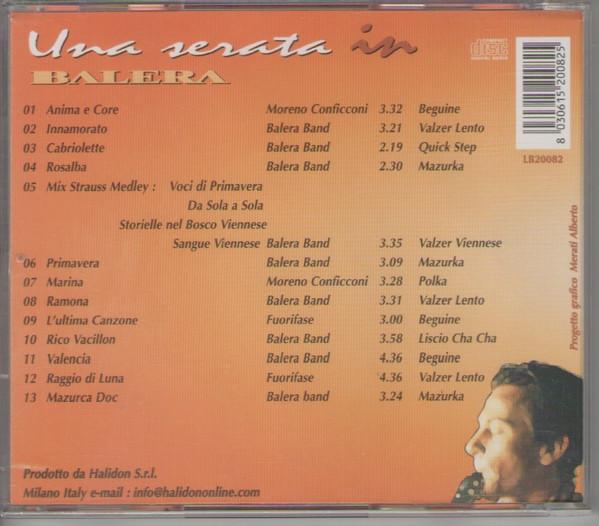 Una serata in
BALERA
COMPACT
disc
DIGITAL AUDIO
8 030615 200825
LB20082
01 Anima e Core Moreno Conficconi 3.32 Beguine
02 Innamorato Balera Band 3.21 Valzer Lento
03 Cabriolette Balera Band 2.19 Quick Step
04 Rosalba Balera Band 2.30 Mazurka
05 Mix Strauss Medley : Voci di Primavera
Da Sola a Sola
Storielle nel Bosco Viennese
Sangue Viennese Balera Band 3.35 Valzer Viennese
06 Primavera Balera Band 3.09 Mazurka
07 Marina Moreno Conficconi 3.28 Polka
08 Ramona Balera Band 3.31 Valzer Lento
09 L'ultima Canzone Fuorifase 3.00 Beguine
10 Rico Vacillon Balera Band 3.58 Liscio Cha Cha
11 Valencia Balera Band 4.36 Beguine
12 Raggio di Luna Fuorifase 4.36 Valzer Lento
13 Mazurca Doc Balera band 3.24 Mazurka
Progetto grafico Merati Alberto
Prodotto da Halidon S.r.l.
Milano Italy e-mail : info@halidononline.com